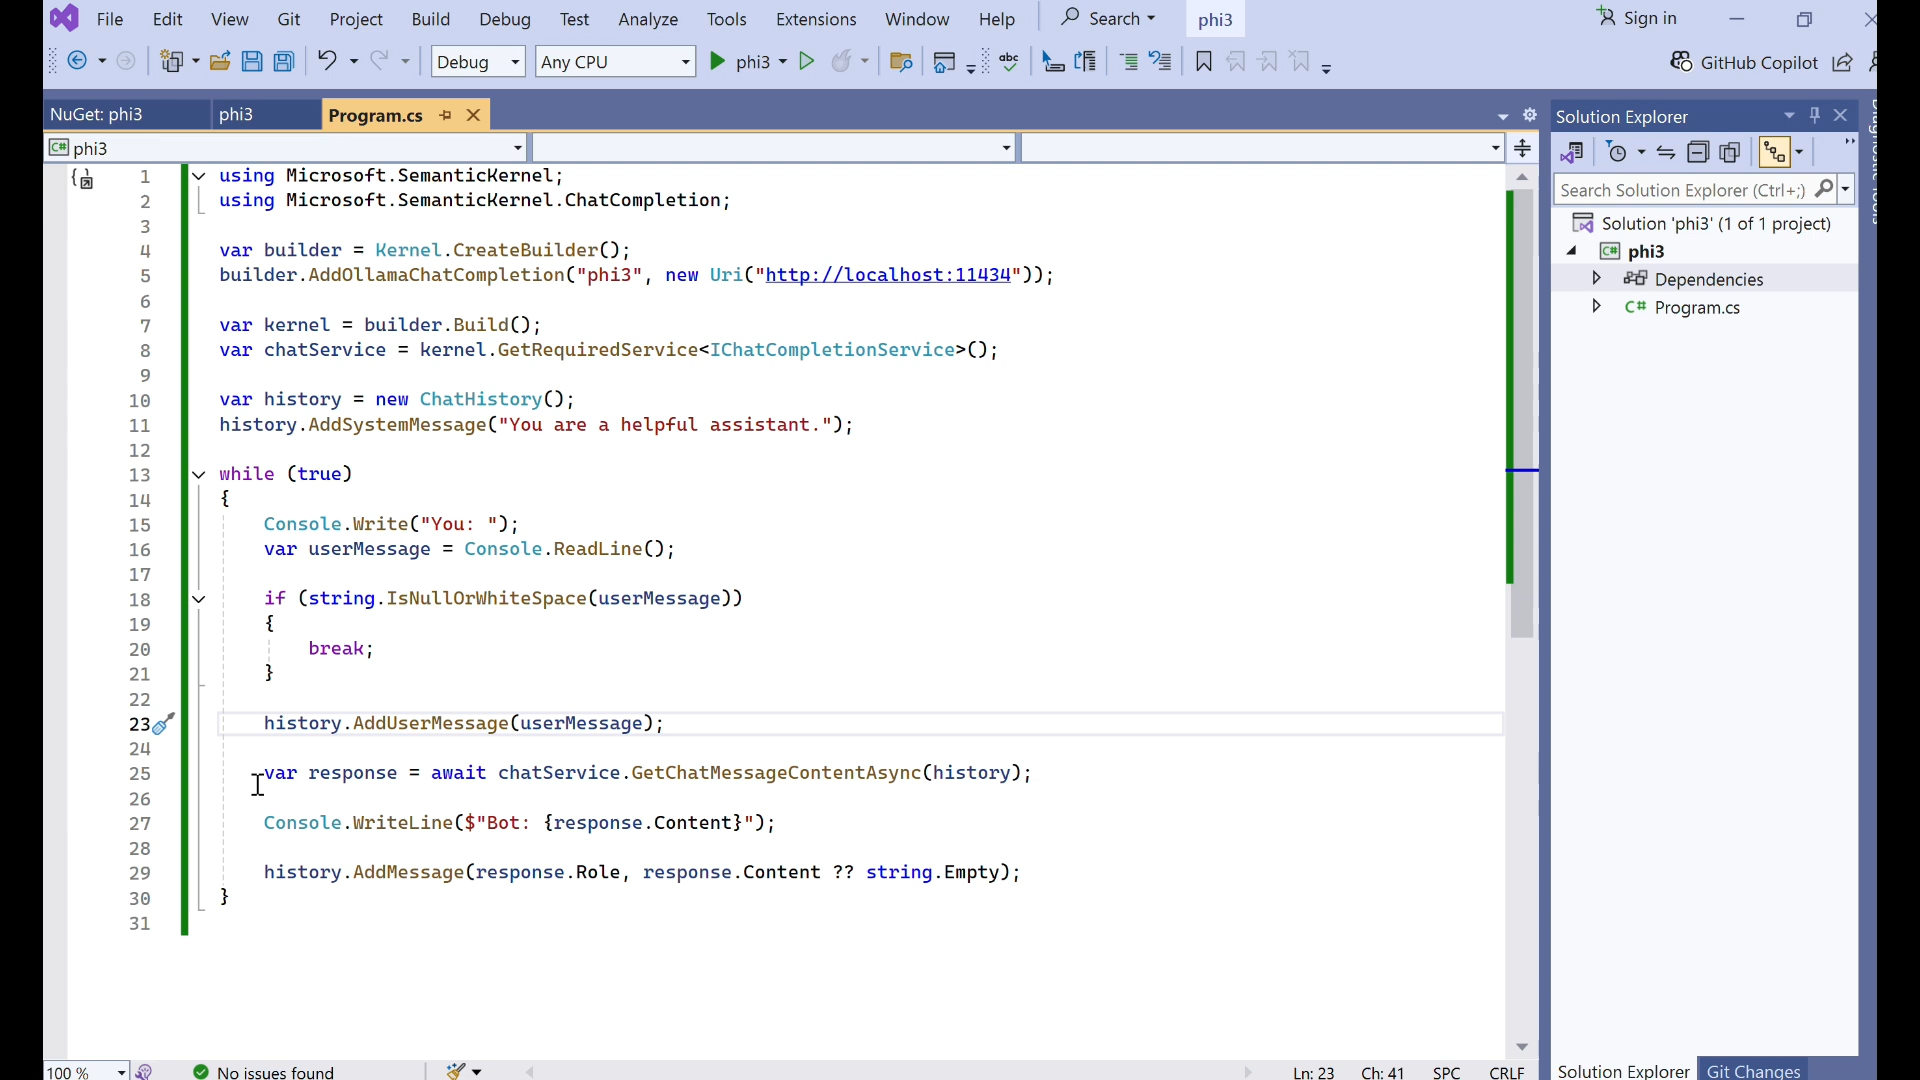 File Edit View Git Project Build Debug Test Analyze Tools Extensions Window Help Search phi3 Sign in
Debug Any CPU phi3 abc GitHub Copilot
NuGet: phi3 phi3 Program.cs Solution Explorer
C# phi3
Search Solution Explorer (Ctrl+;)
Solution 'phi3' (1 of 1 project)
C# phi3
Dependencies
C# Program.cs
1 using Microsoft.SemanticKernel;
2 using Microsoft.SemanticKernel.ChatCompletion;
3
4 var builder = Kernel.CreateBuilder();
5 builder.AddOllamaChatCompletion("phi3", new Uri("http://localhost:11434"));
6
7 var kernel = builder.Build();
8 var chatService = kernel.GetRequiredService<IChatCompletionService>();
9
10 var history = new ChatHistory();
11 history.AddSystemMessage("You are a helpful assistant.");
12
13 while (true)
14 {
15 Console.Write("You: ");
16 var userMessage = Console.ReadLine();
17
18 if (string.IsNullOrWhiteSpace(userMessage))
19 {
20 break;
21 }
22
23 history.AddUserMessage(userMessage);
24
25 var response = await chatService.GetChatMessageContentAsync(history);
26
27 Console.WriteLine($"Bot: {response.Content}");
28
29 history.AddMessage(response.Role, response.Content ?? string.Empty);
30 }
31
100 % No issues found Ln: 23 Ch: 41 SPC CRLF Solution Explorer Git Changes